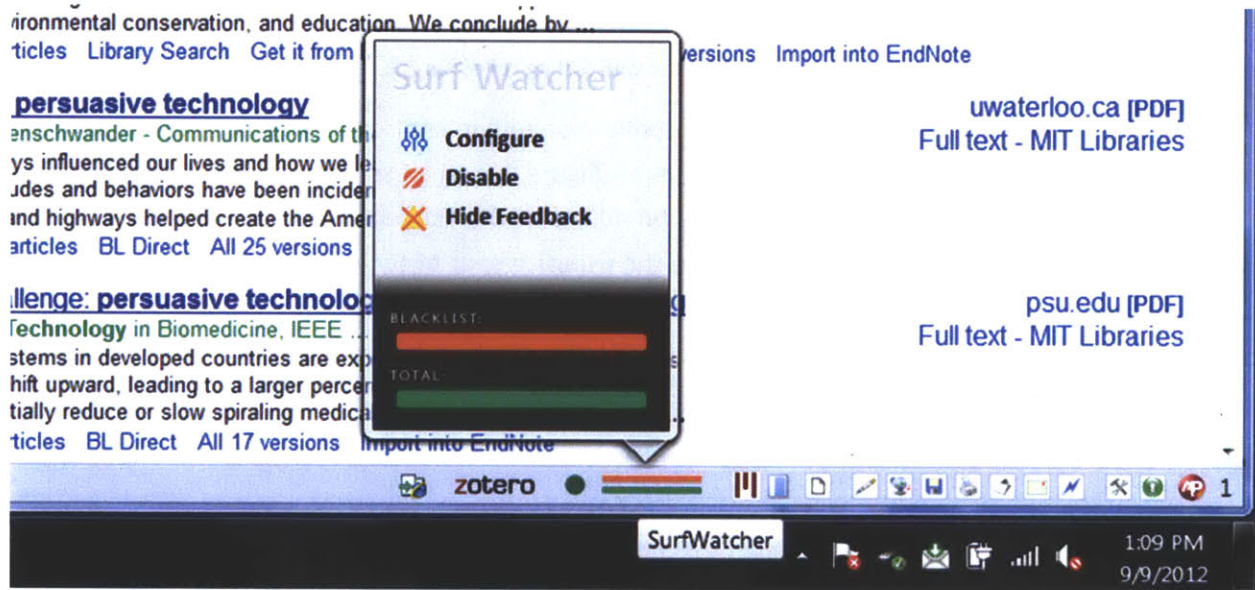 vironmental conservation, and education. We conclude by ...
rticles Library Search Get it from versions Import into EndNote
persuasive technology
enschwander - Communications of th
ys influenced our lives and how we le
udes and behaviors have been inciden
and highways helped create the Amer
articles BL Direct All 25 versions
uwaterloo.ca [PDF]
Full text - MIT Libraries
Surf Watcher
Configure
Disable
Hide Feedback
BLACKLIST:
TOTAL:
llenge: persuasive technolog g
Technology in Biomedicine, IEEE ...
stems in developed countries are exp s
hift upward, leading to a larger percer
tially reduce or slow spiraling medica ...
rticles BL Direct All 17 versions Import into EndNote
psu.edu [PDF]
Full text - MIT Libraries
zotero 1
SurfWatcher
1:09 PM
9/9/2012